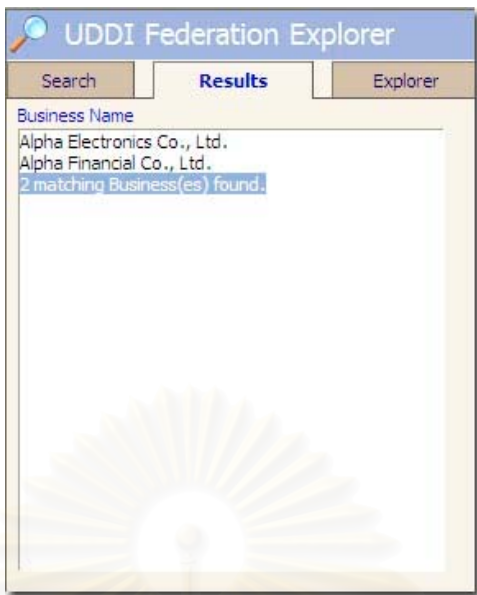 UDDI Federation Explorer
Search Results Explorer
Business Name
Alpha Electronics Co., Ltd.
Alpha Financial Co., Ltd.
2 matching Business(es) found.